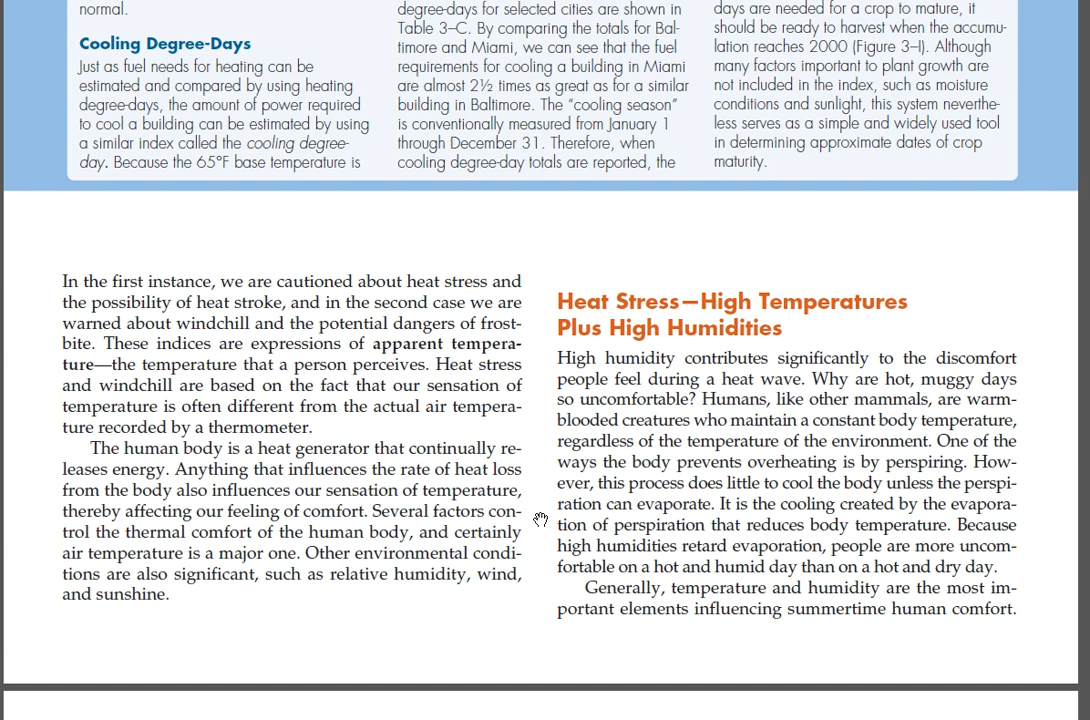 normal.
Cooling Degree-Days
Just as fuel needs for heating can be
estimated and compared by using heating
degree-days, the amount of power required
to cool a building can be estimated by using
a similar index called the cooling degree-
day. Because the 65°F base temperature is
degree-days for selected cities are shown in
Table 3–C. By comparing the totals for Bal-
timore and Miami, we can see that the fuel
requirements for cooling a building in Miami
are almost 2½ times as great as for a similar
building in Baltimore. The “cooling season”
is conventionally measured from January 1
through December 31. Therefore, when
cooling degree-day totals are reported, the
days are needed for a crop to mature, it
should be ready to harvest when the accumu-
lation reaches 2000 (Figure 3–I). Although
many factors important to plant growth are
not included in the index, such as moisture
conditions and sunlight, this system neverthe-
less serves as a simple and widely used tool
in determining approximate dates of crop
maturity.
In the first instance, we are cautioned about heat stress and
the possibility of heat stroke, and in the second case we are
warned about windchill and the potential dangers of frost-
bite. These indices are expressions of apparent tempera-
ture—the temperature that a person perceives. Heat stress
and windchill are based on the fact that our sensation of
temperature is often different from the actual air tempera-
ture recorded by a thermometer.
The human body is a heat generator that continually re-
leases energy. Anything that influences the rate of heat loss
from the body also influences our sensation of temperature,
thereby affecting our feeling of comfort. Several factors con-
trol the thermal comfort of the human body, and certainly
air temperature is a major one. Other environmental condi-
tions are also significant, such as relative humidity, wind,
and sunshine.
Heat Stress—High Temperatures
Plus High Humidities
High humidity contributes significantly to the discomfort
people feel during a heat wave. Why are hot, muggy days
so uncomfortable? Humans, like other mammals, are warm-
blooded creatures who maintain a constant body temperature,
regardless of the temperature of the environment. One of the
ways the body prevents overheating is by perspiring. How-
ever, this process does little to cool the body unless the perspi-
ration can evaporate. It is the cooling created by the evapora-
tion of perspiration that reduces body temperature. Because
high humidities retard evaporation, people are more uncom-
fortable on a hot and humid day than on a hot and dry day.
Generally, temperature and humidity are the most im-
portant elements influencing summertime human comfort.